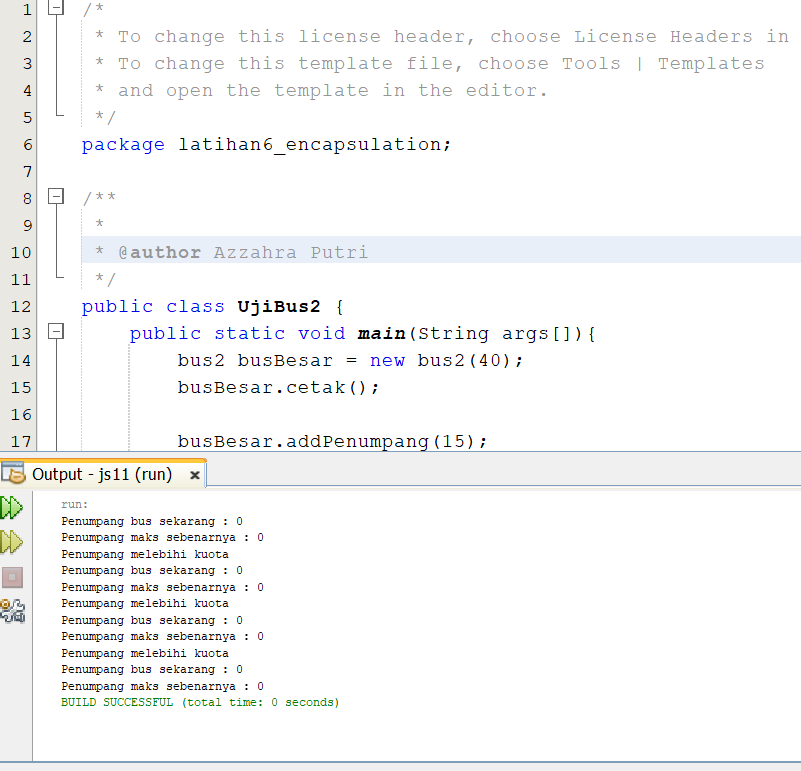 1 /*
2 * To change this license header, choose License Headers in
3 * To change this template file, choose Tools | Templates
4 * and open the template in the editor.
5 */
6 package latihan6_encapsulation;
7
8 /**
9 *
10 * @author Azzahra Putri
11 */
12 public class UjiBus2 {
13 public static void main(String args[]){
14 bus2 busBesar = new bus2(40);
15 busBesar.cetak();
16
17 busBesar.addPenumpang(15);
Output - js11 (run) ×
run:
Penumpang bus sekarang : 0
Penumpang maks sebenarnya : 0
Penumpang melebihi kuota
Penumpang bus sekarang : 0
Penumpang maks sebenarnya : 0
Penumpang melebihi kuota
Penumpang bus sekarang : 0
Penumpang maks sebenarnya : 0
Penumpang melebihi kuota
Penumpang bus sekarang : 0
Penumpang maks sebenarnya : 0
BUILD SUCCESSFUL (total time: 0 seconds)